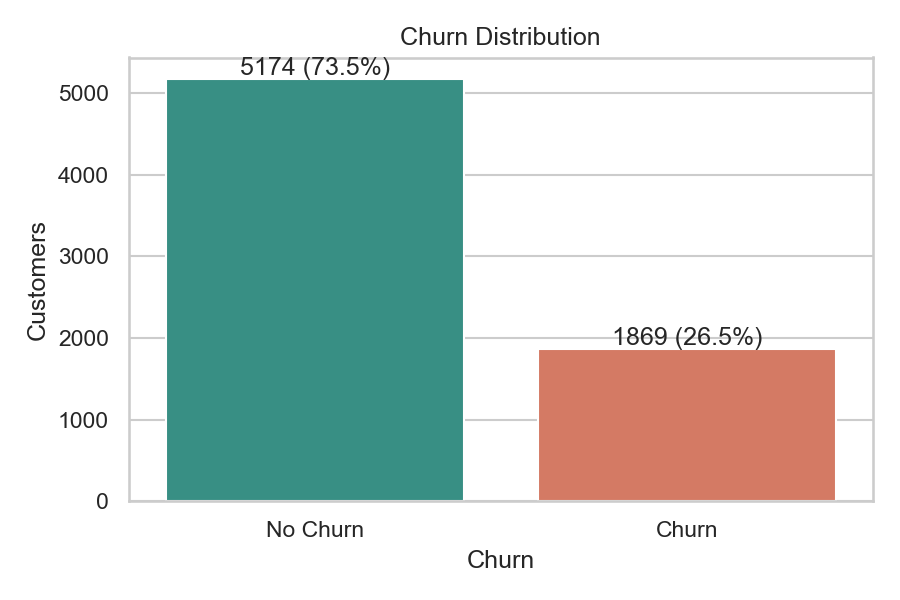 Churn Distribution
5174 (73.5%)
1869 (26.5%)
5000
4000
3000
2000
1000
0
Customers
No Churn
Churn
Churn